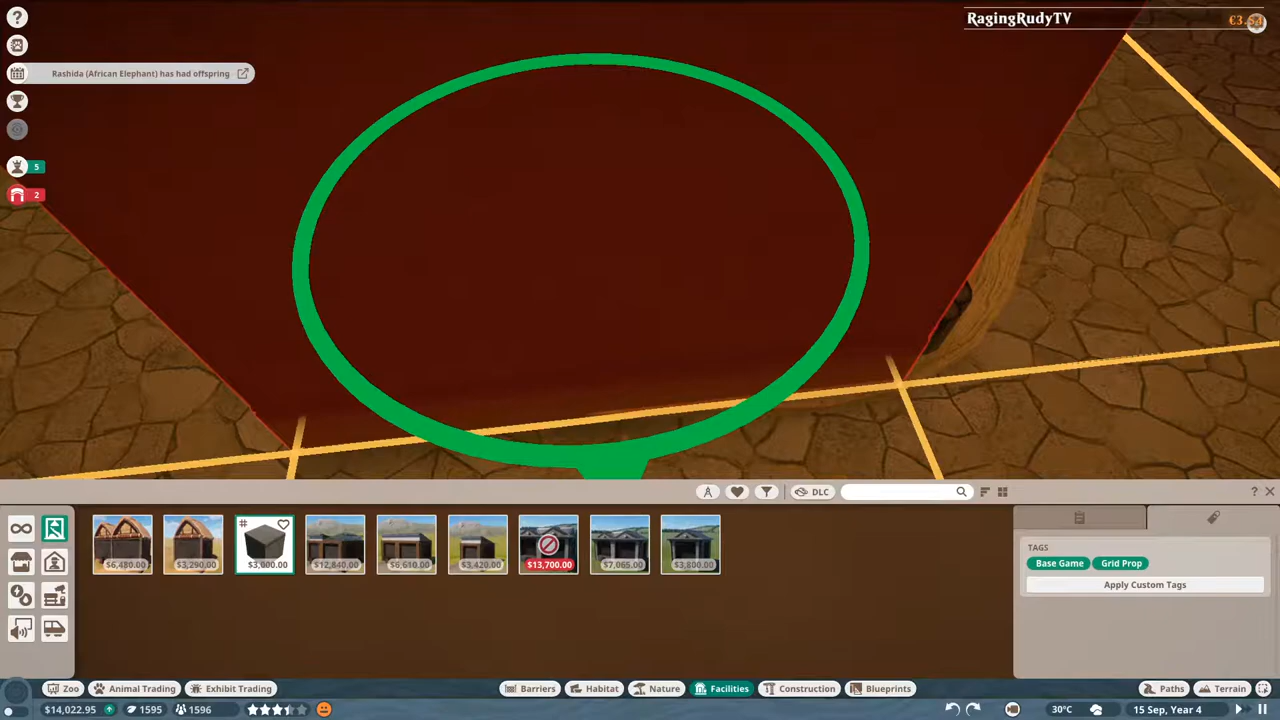 RagingRudyTV
Rashida (African Elephant) has had offspring
5
2
DLC
$6,480.00
$3,290.00
$3,000.00
$12,840.00
$6,610.00
$3,420.00
$13,700.00
$7,065.00
$3,800.00
TAGS
Base Game
Grid Prop
Apply Custom Tags
Zoo
Animal Trading
Exhibit Trading
Barriers
Habitat
Nature
Facilities
Construction
Blueprints
Paths
Terrain
$14,022.95
1595
1596
30°C
15 Sep, Year 4